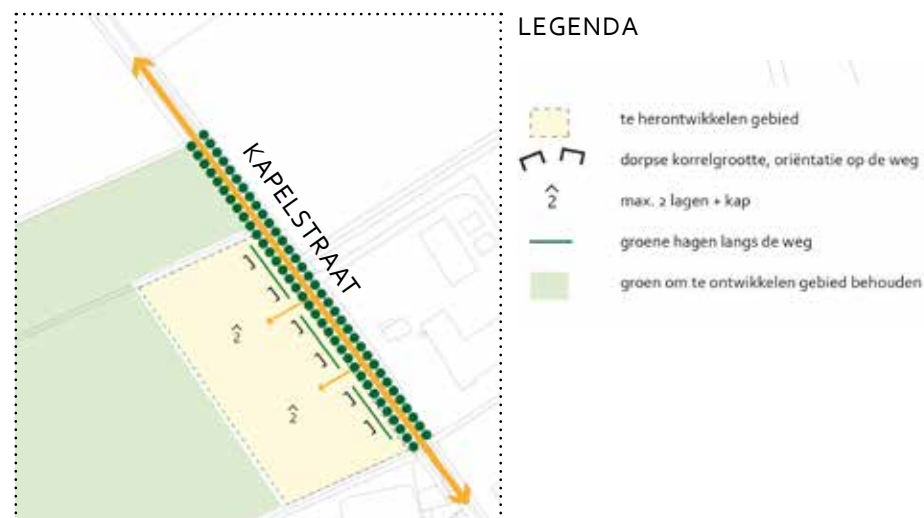 LEGENDA
KAPELSTRAAT
2
2
te herontwikkelen gebied
dorpse korrelgrootte, oriëntatie op de weg
2
max. 2 lagen + kap
groene hagen langs de weg
groen om te ontwikkelen gebied behouden